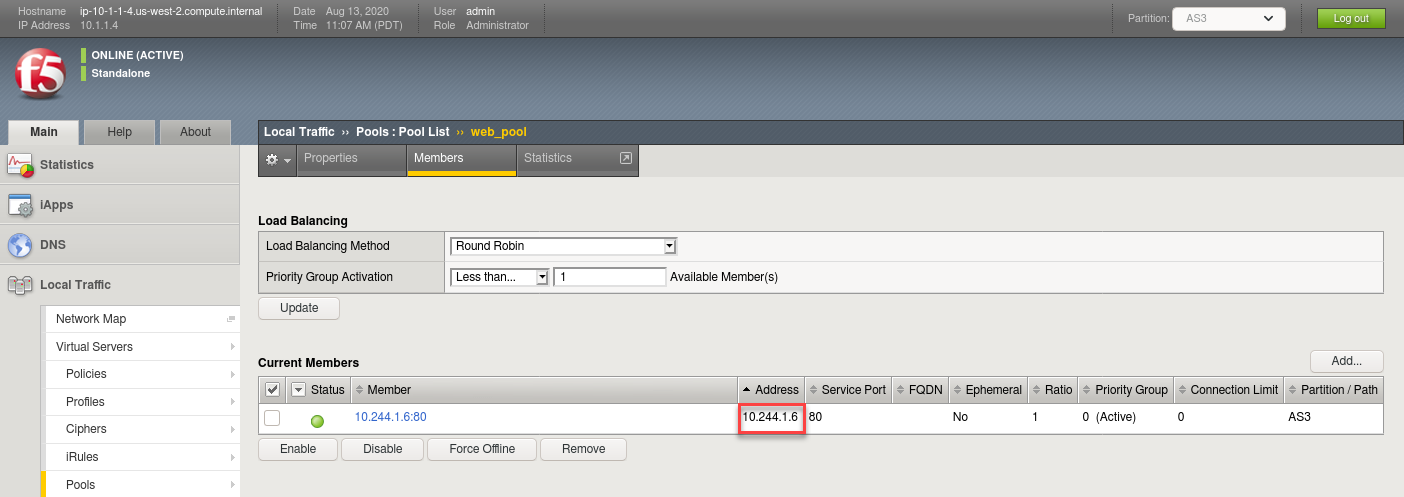 Hostname ip-10-1-1-4.us-west-2.compute.internal Date Aug 13, 2020 User admin
IP Address 10.1.1.4 Time 11:07 AM (PDT) Role Administrator
Partition: AS3 Log out
f5
ONLINE (ACTIVE)
Standalone
Main Help About
Local Traffic ›› Pools : Pool List ›› web_pool
Properties Members Statistics
Statistics
iApps
DNS
Local Traffic
Network Map
Virtual Servers
Policies
Profiles
Ciphers
iRules
Pools
Load Balancing
Load Balancing Method Round Robin
Priority Group Activation Less than... 1 Available Member(s)
Update
Current Members Add...
Status Member Address Service Port FQDN Ephemeral Ratio Priority Group Connection Limit Partition / Path
10.244.1.6:80 10.244.1.6 80 No 1 0 (Active) 0 AS3
Enable Disable Force Offline Remove